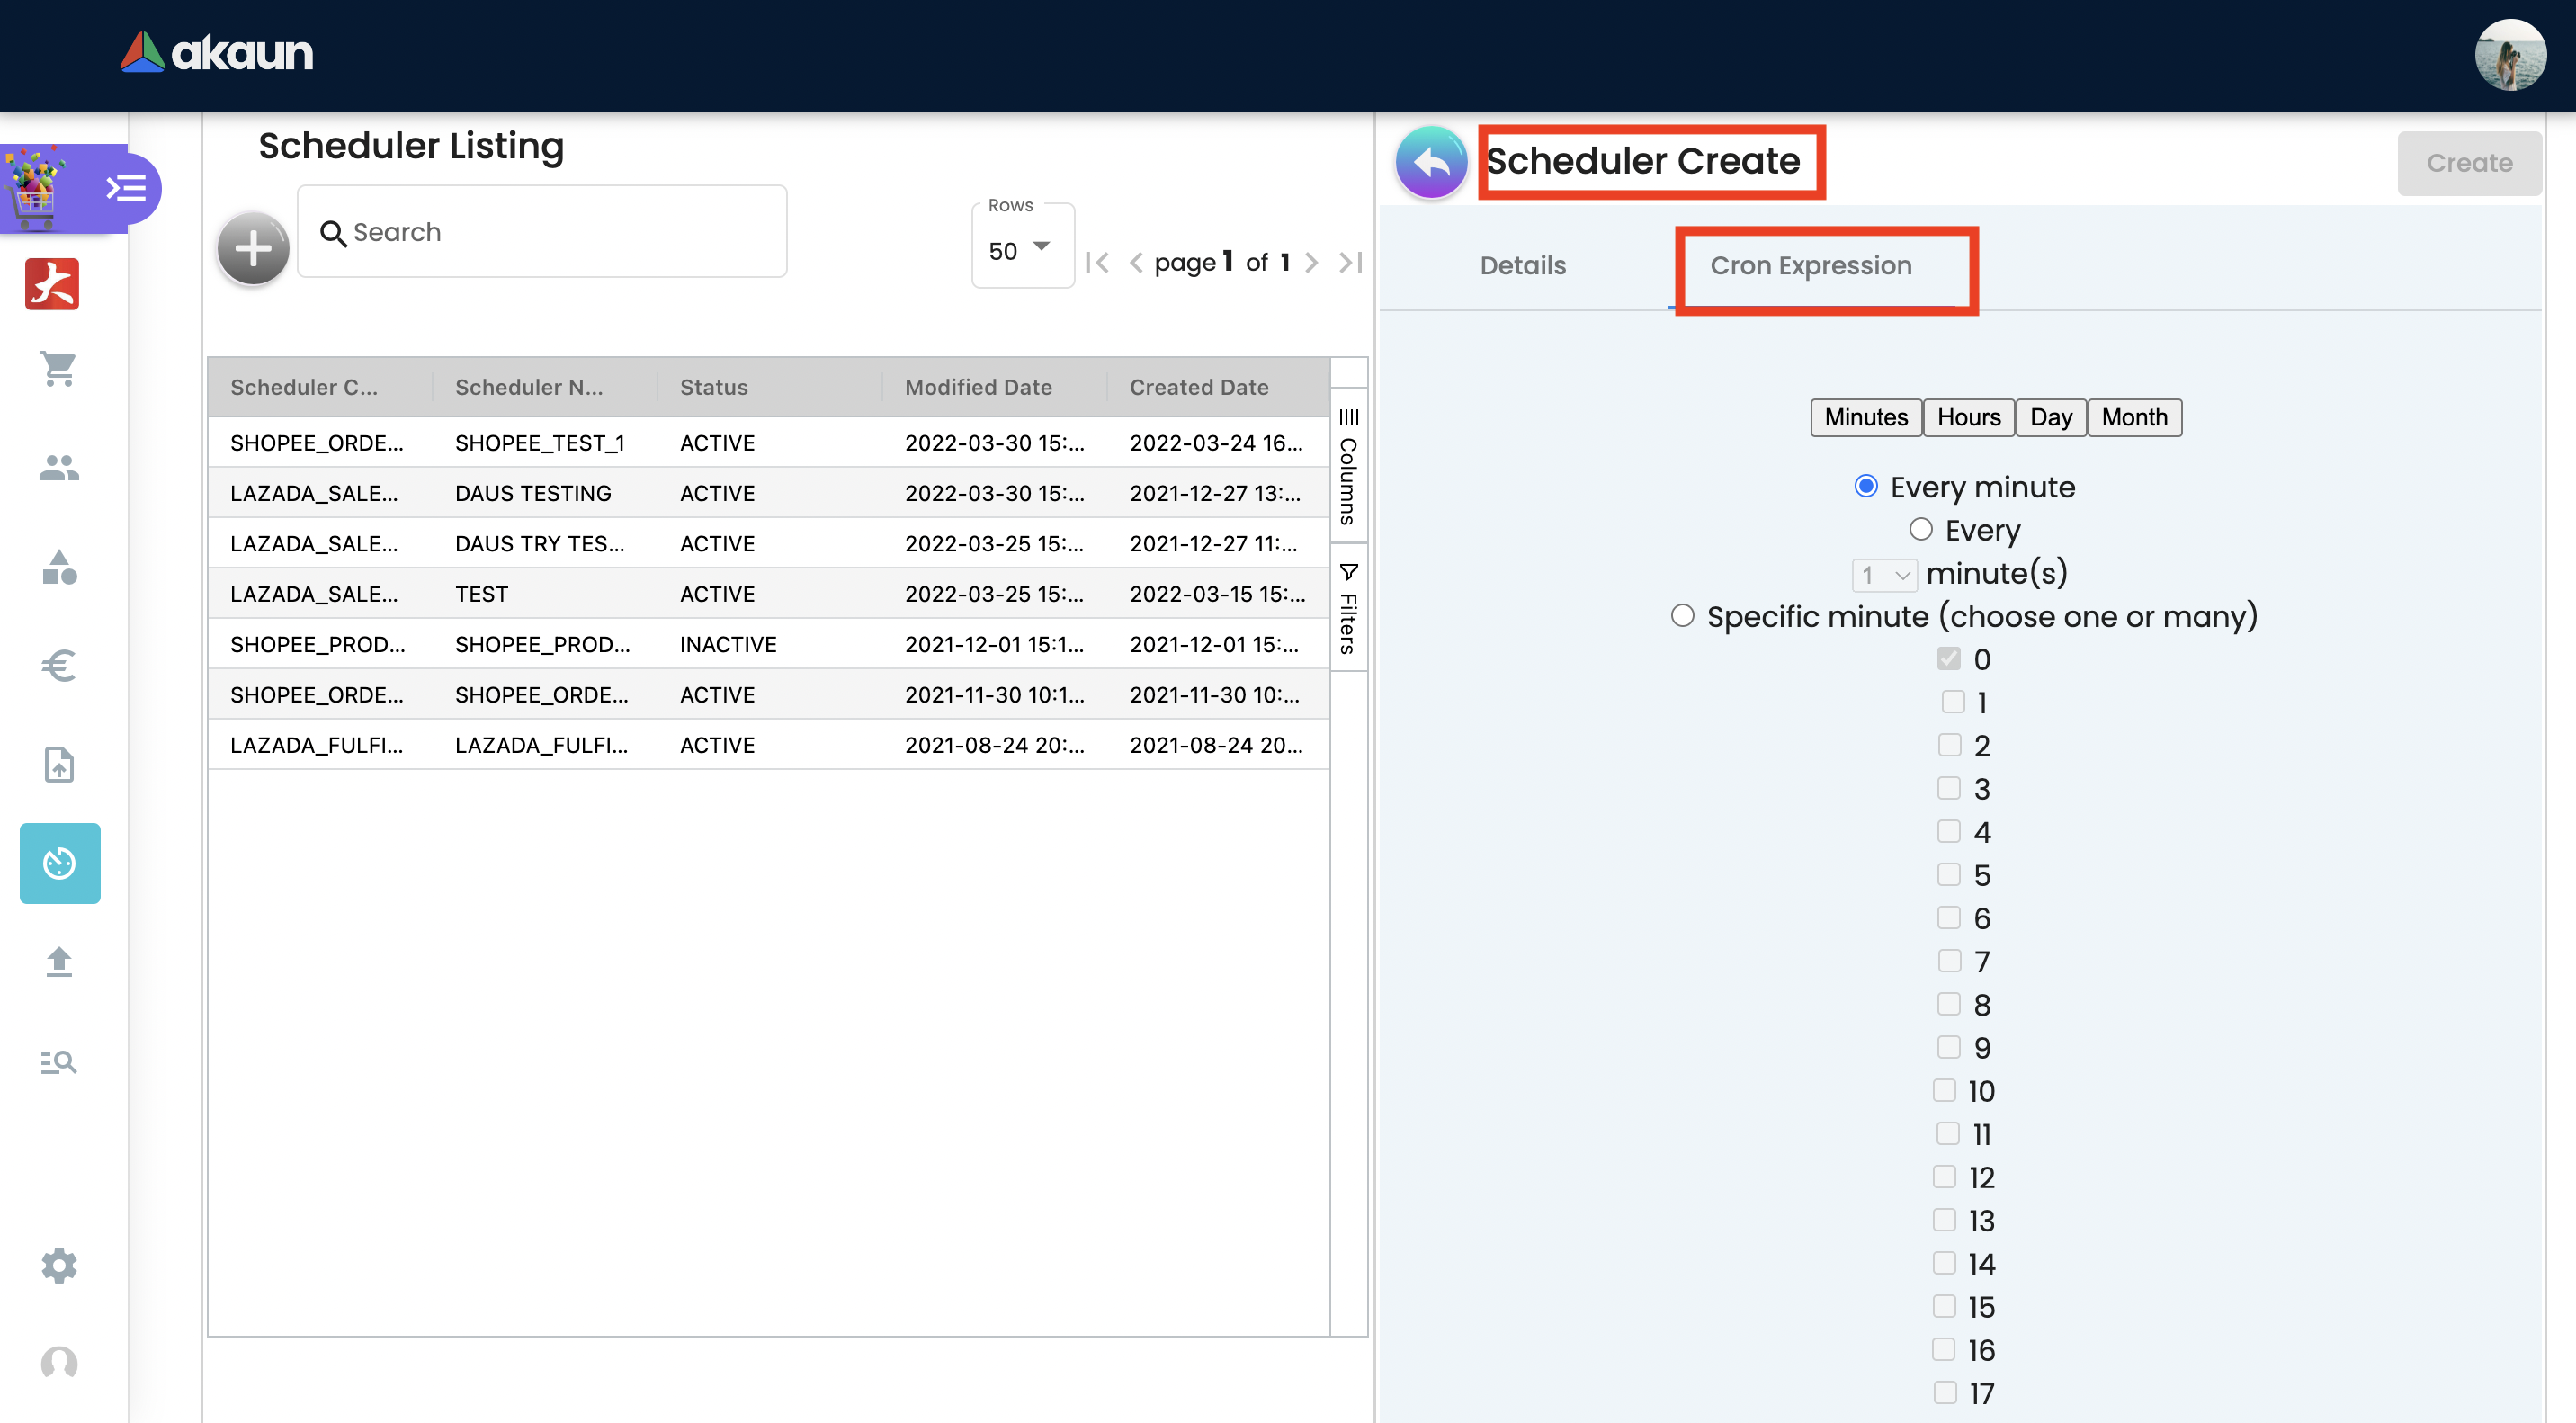 akaun
Scheduler Listing
Search
Rows
50
page 1 of 1
Scheduler C... Scheduler N... Status Modified Date Created Date
SHOPEE_ORDE... SHOPEE_TEST_1 ACTIVE 2022-03-30 15:... 2022-03-24 16...
LAZADA_SALE... DAUS TESTING ACTIVE 2022-03-30 15:... 2021-12-27 13:...
LAZADA_SALE... DAUS TRY TES... ACTIVE 2022-03-25 15:... 2021-12-27 11:...
LAZADA_SALE... TEST ACTIVE 2022-03-25 15:... 2022-03-15 15:...
SHOPEE_PROD... SHOPEE_PROD... INACTIVE 2021-12-01 15:1... 2021-12-01 15:...
SHOPEE_ORDE... SHOPEE_ORDE... ACTIVE 2021-11-30 10:1... 2021-11-30 10:...
LAZADA_FULFI... LAZADA_FULFI... ACTIVE 2021-08-24 20:... 2021-08-24 20...
Columns
Filters
Scheduler Create
Create
Details Cron Expression
Minutes Hours Day Month
Every minute
Every
1 minute(s)
Specific minute (choose one or many)
0
1
2
3
4
5
6
7
8
9
10
11
12
13
14
15
16
17